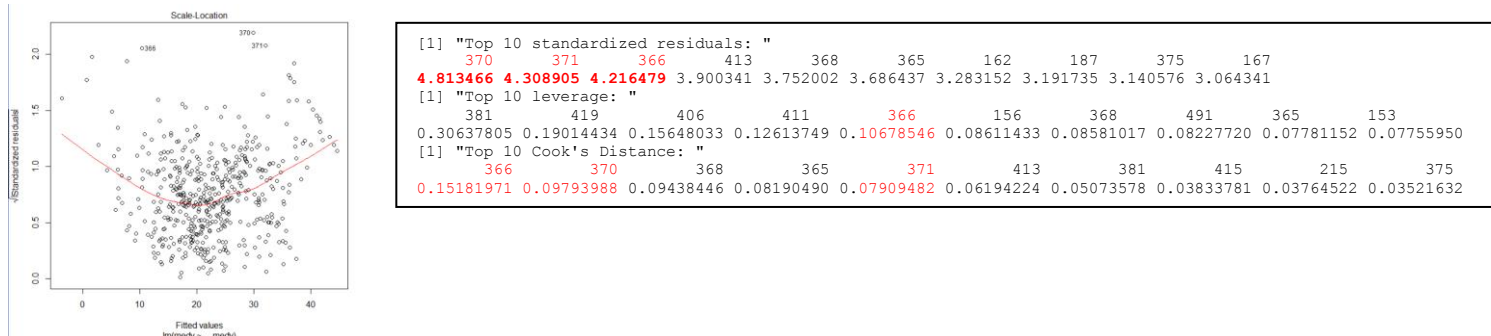 Scale-Location
370
371
366
2.0
1.5
1.0
0.5
0.0
√|Standardized residuals|
0 10 20 30 40
Fitted values
[1] "Top 10 standardized residuals: "
370 371 366 413 368 365 162 187 375 167
4.813466 4.308905 4.216479 3.900341 3.752002 3.686437 3.283152 3.191735 3.140576 3.064341
[1] "Top 10 leverage: "
381 419 406 411 366 156 368 491 365 153
0.30637805 0.19014434 0.15648033 0.12613749 0.10678546 0.08611433 0.08581017 0.08227720 0.07781152 0.07755950
[1] "Top 10 Cook's Distance: "
366 370 368 365 371 413 381 415 215 375
0.15181971 0.09793988 0.09438446 0.08190490 0.07909482 0.06194224 0.05073578 0.03833781 0.03764522 0.03521632